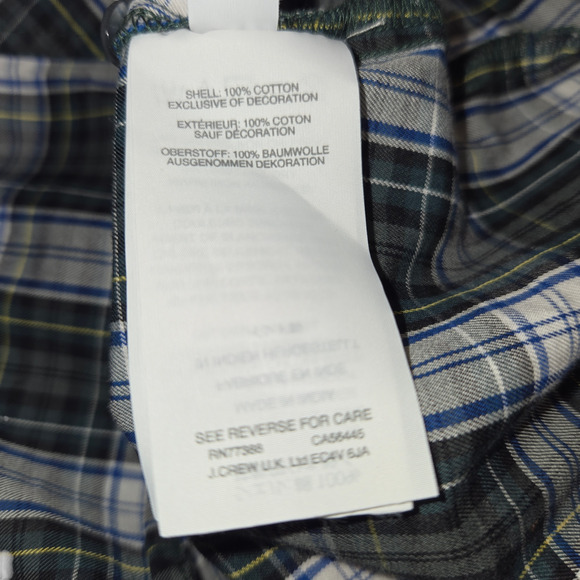 SHELL: 100% COTTON
EXCLUSIVE OF DECORATION
EXTÉRIEUR: 100% COTON
SAUF DÉCORATION
OBERSTOFF: 100% BAUMWOLLE
AUSGENOMMEN DEKORATION
SEE REVERSE FOR CARE
RN77388 CA56445
J.CREW U.K. Ltd EC4V 6JA